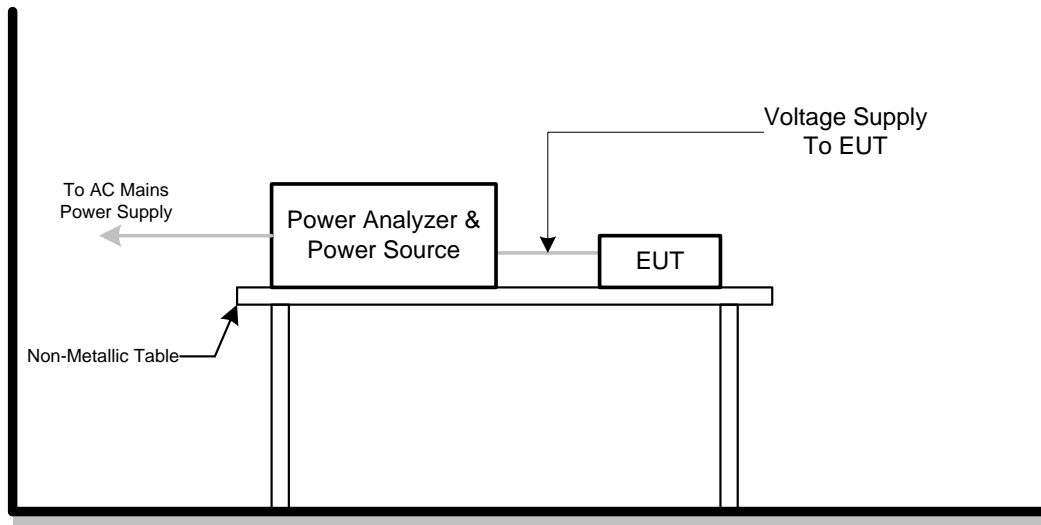 Voltage Supply
To EUT
To AC Mains
Power Supply
Power Analyzer &
Power Source
EUT
Non-Metallic Table